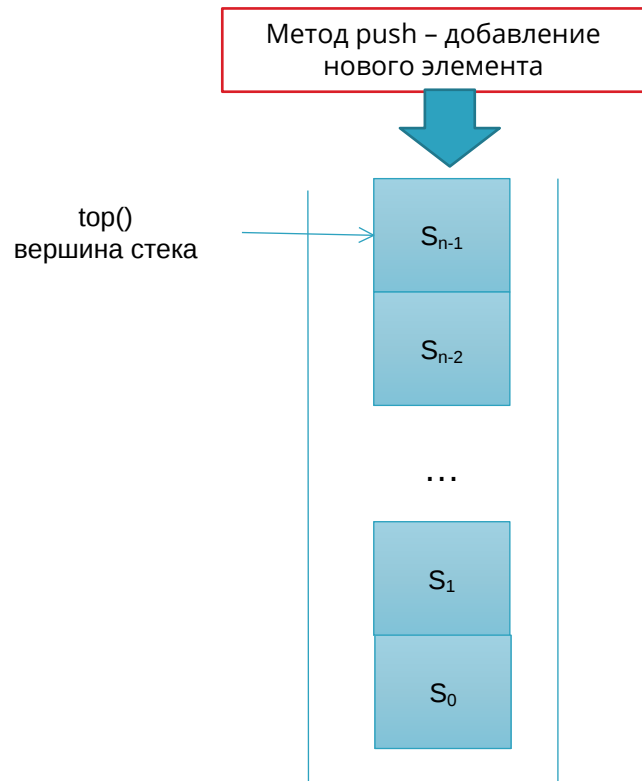 Метод push – добавление
нового элемента
top()
вершина стека
Sn-1
Sn-2
...
S1
S0